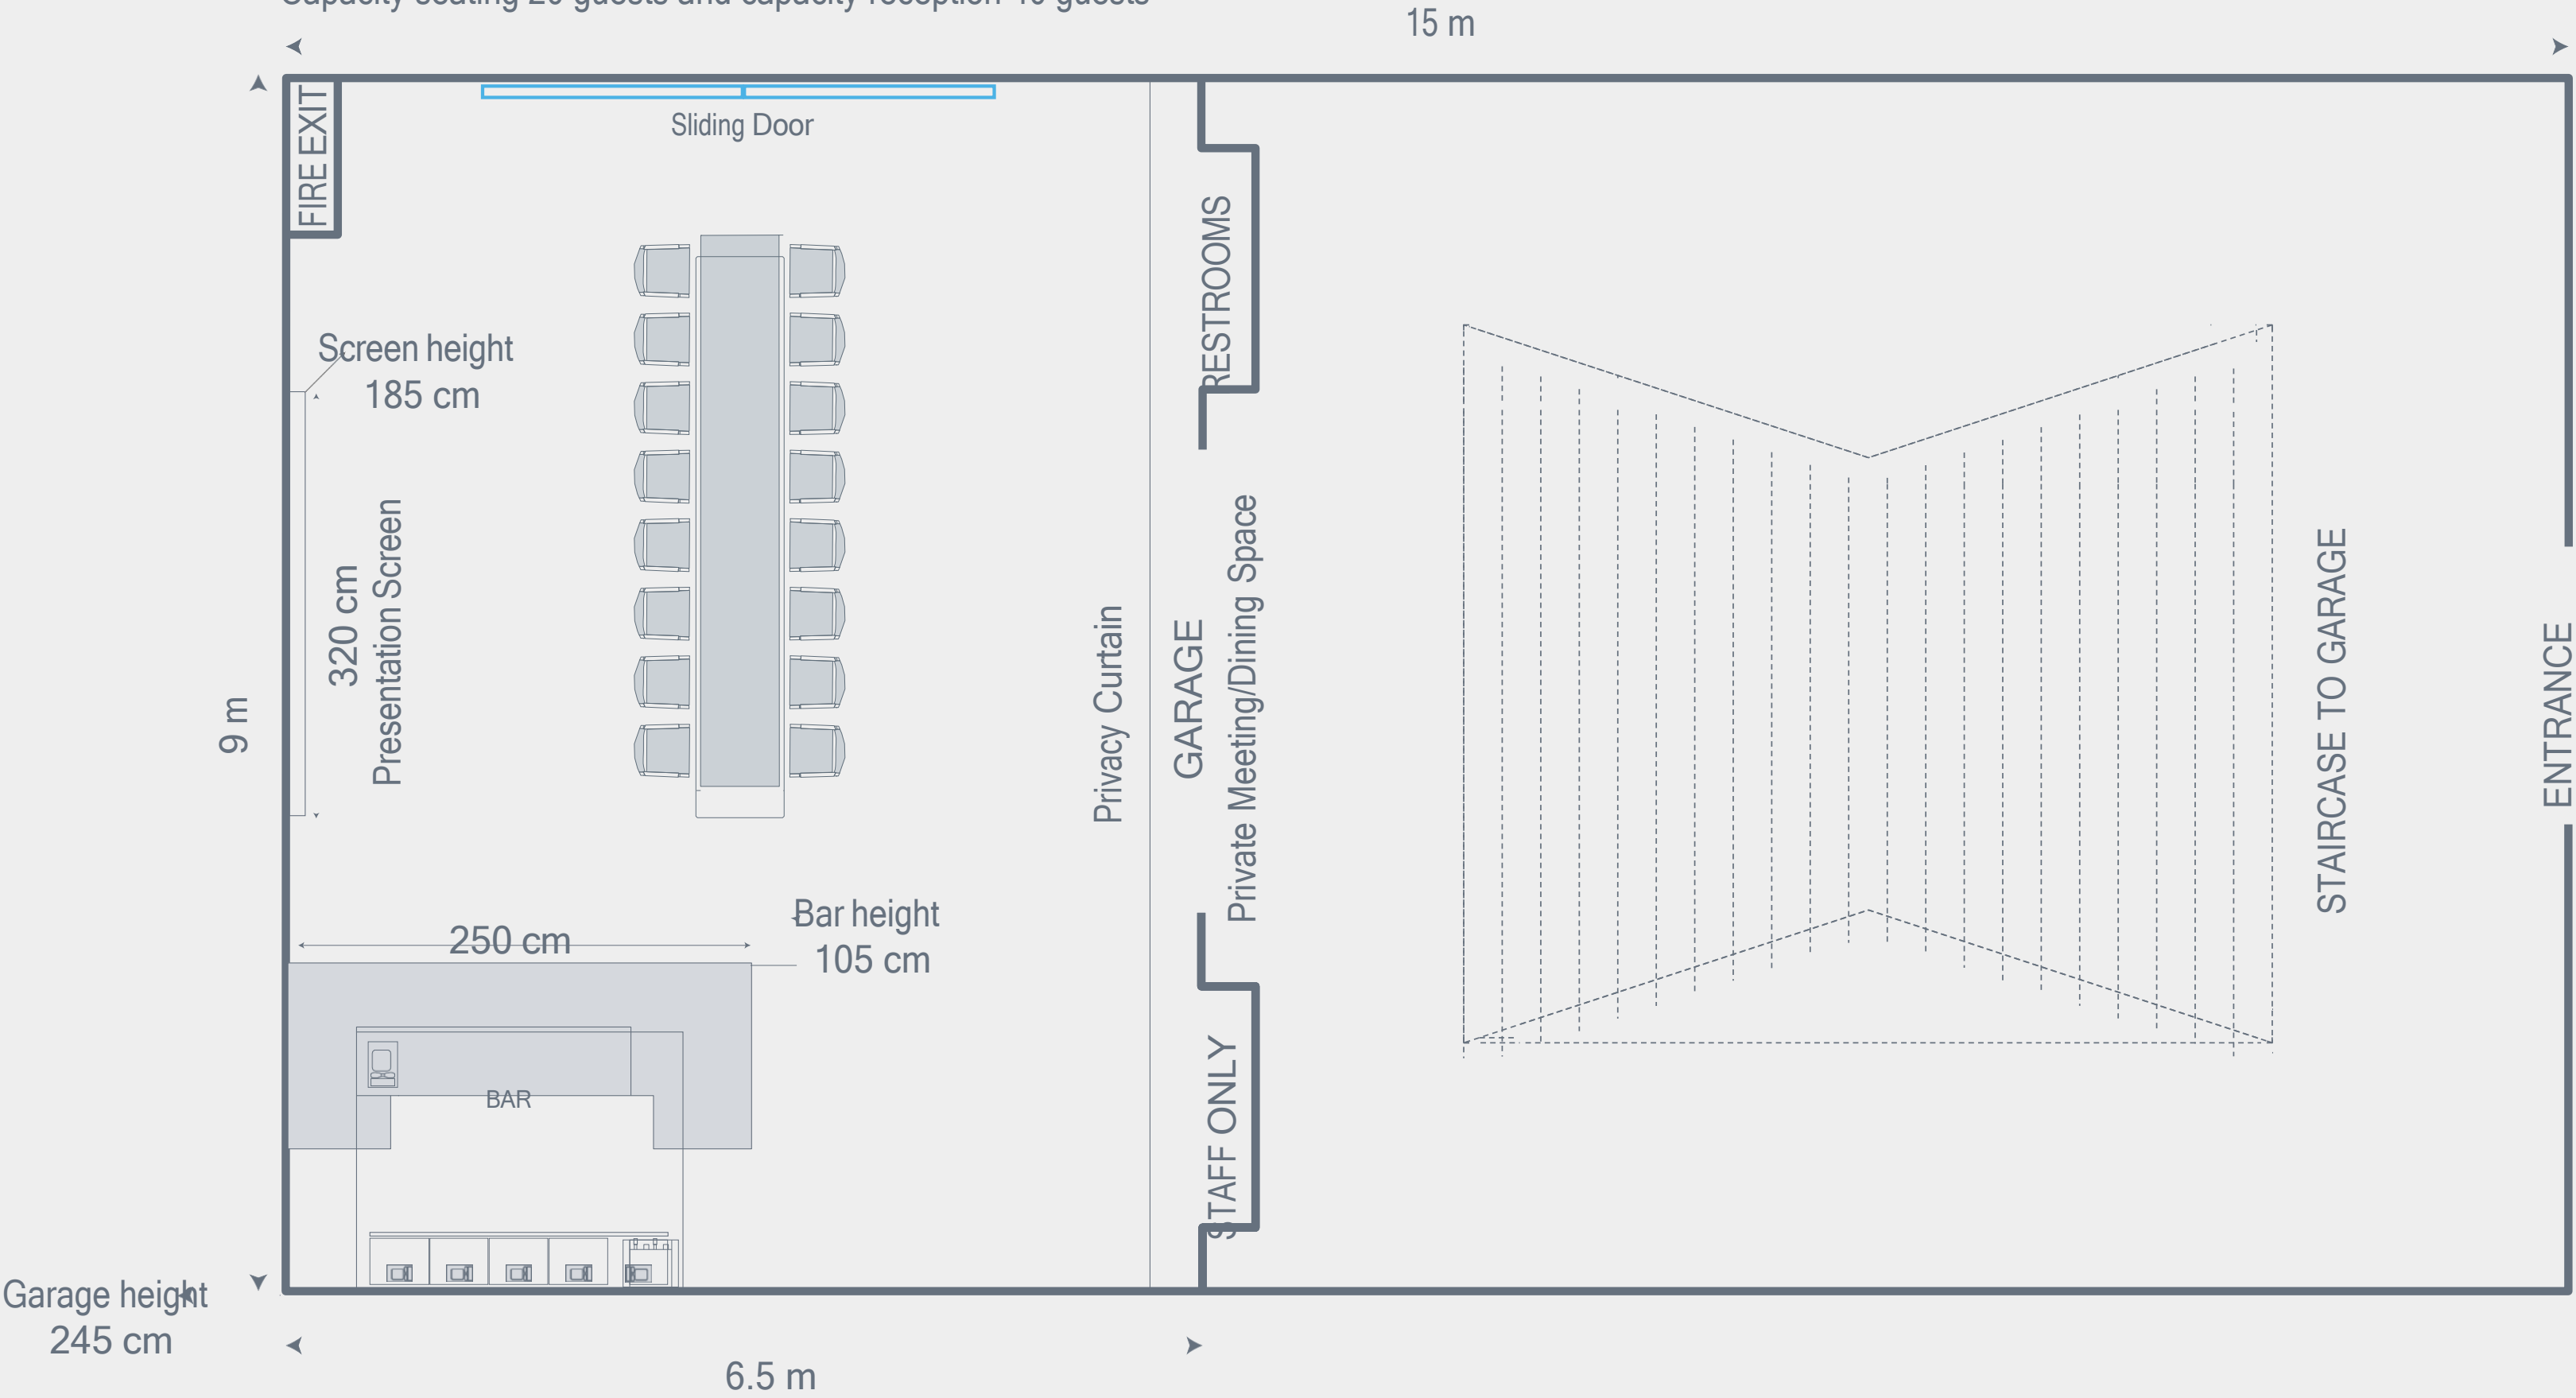 15 m
FIRE EXIT
Sliding Door
RESTROOMS
Screen height
185 cm
320 cm
Presentation Screen
9 m
Privacy Curtain
GARAGE
Private Meeting/Dining Space
STAIRCASE TO GARAGE
ENTRANCE
Bar height
105 cm
250 cm
BAR
STAFF ONLY
Garage height
245 cm
6.5 m